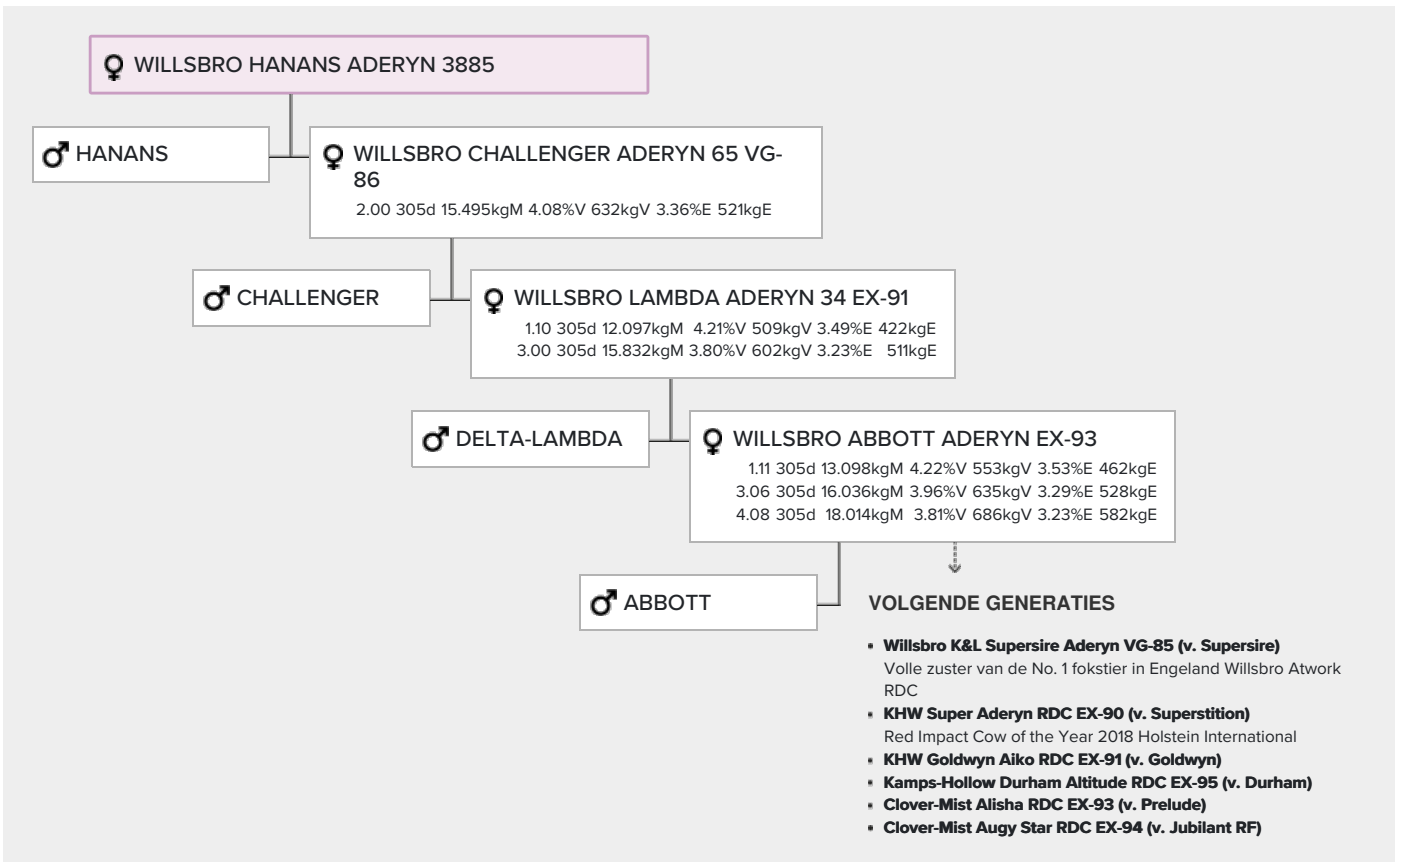 WILLSBRO HANANS ADERYN 3885
HANANS
WILLSBRO CHALLENGER ADERYN 65 VG-
86
2.00 305d 15.495kgM 4.08%V 632kgV 3.36%E 521kgE
CHALLENGER
WILLSBRO LAMBDA ADERYN 34 EX-91
1.10 305d 12.097kgM 4.21%V 509kgV 3.49%E 422kgE
3.00 305d 15.832kgM 3.80%V 602kgV 3.23%E 511kgE
DELTA-LAMBDA
WILLSBRO ABBOTT ADERYN EX-93
1.11 305d 13.098kgM 4.22%V 553kgV 3.53%E 462kgE
3.06 305d 16.036kgM 3.96%V 635kgV 3.29%E 528kgE
4.08 305d 18.014kgM 3.81%V 686kgV 3.23%E 582kgE
ABBOTT
VOLGENDE GENERATIES
Willsbro K&L Supersire Aderyn VG-85 (v. Supersire)
Volle zuster van de No. 1 fokstier in Engeland Willsbro Atwork
RDC
KHW Super Aderyn RDC EX-90 (v. Superstition)
Red Impact Cow of the Year 2018 Holstein International
KHW Goldwyn Aiko RDC EX-91 (v. Goldwyn)
Kamps-Hollow Durham Altitude RDC EX-95 (v. Durham)
Clover-Mist Alisha RDC EX-93 (v. Prelude)
Clover-Mist Augy Star RDC EX-94 (v. Jubilant RF)